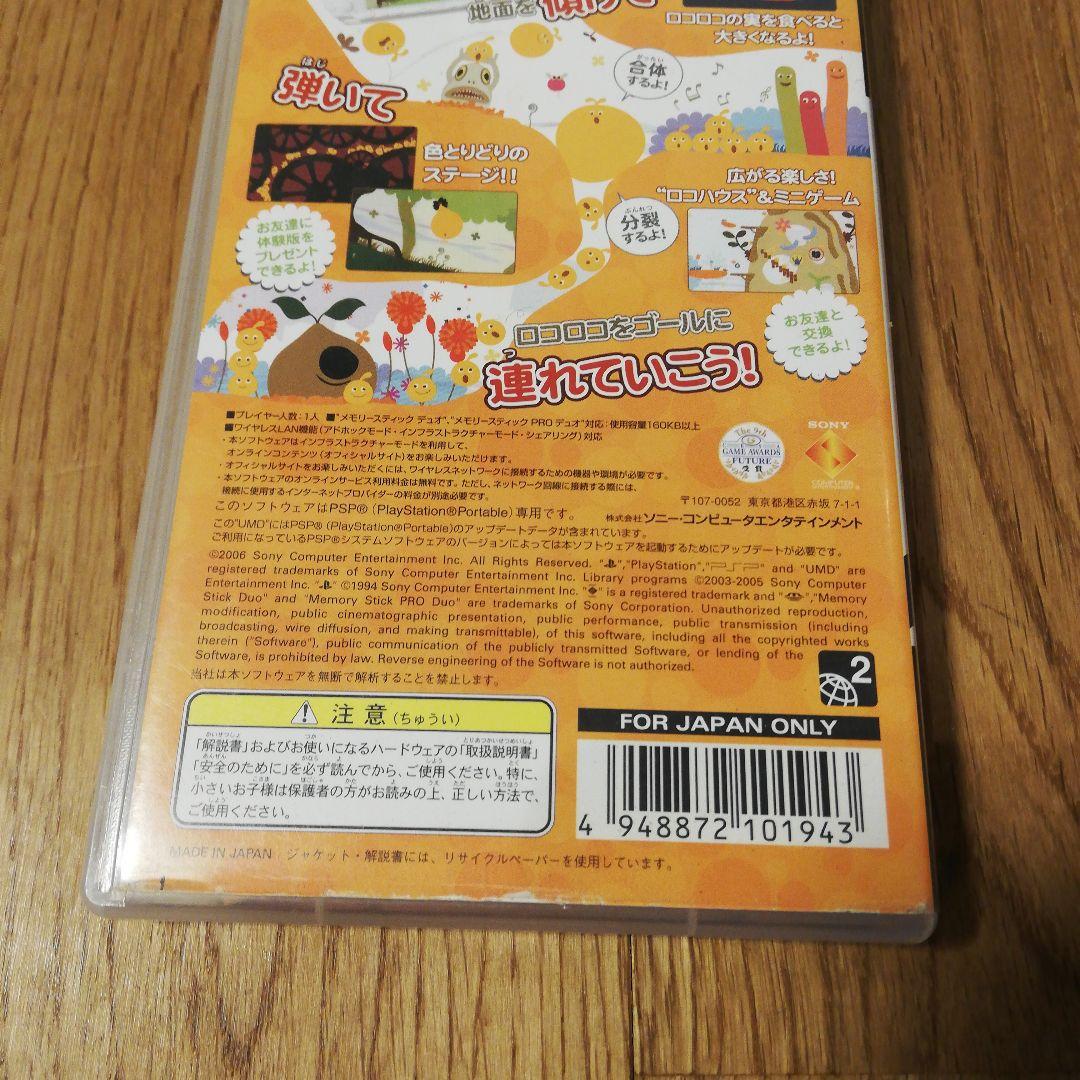 地面を
ロコロコの実を食べると
大きくなるよ!
はじ
弾いて
がったい
合体
するよ!
色とりどりの
ステージ!!
お友達に
体験版を
プレゼント
できるよ!
ぶんれつ
分裂
するよ!
広がる楽しさ!
“ロコハウス”&ミニゲーム
お友達と
交換
できるよ!
ロコロコをゴールに
つ
連れていこう!
■プレイヤー人数:1人 ■“メモリースティック デュオ”、“メモリースティック PRO デュオ”対応:使用容量160KB以上
■ワイヤレスLAN機能(アドホックモード・インフラストラクチャーモード・シェアリング)対応
・本ソフトウェアはインフラストラクチャーモードを利用して、
オンラインコンテンツ(オフィシャルサイト)をお楽しみいただけます。
・オフィシャルサイトをお楽しみいただくには、ワイヤレスネットワークに接続するための機器や環境が必要です。
・本ソフトウェアのオンラインサービス利用料金は無料です。ただし、ネットワーク回線に接続する際には、
接続に使用するインターネットプロバイダーの料金が別途必要です。
The 9th
GAME AWARDS
FUTURE
受賞
SONY
COMPUTER
ENTERTAINMENT
〒107-0052 東京都港区赤坂 7-1-1
このソフトウェアはPSP®(PlayStation®Portable)専用です。
株式会社 ソニー・コンピュータエンタテインメント
この“UMD”にはPSP®(PlayStation®Portable)のアップデートデータが含まれています。
ご利用になっているPSP®システムソフトウェアのバージョンによっては本ソフトウェアを起動するためにアップデートが必要です。
©2006 Sony Computer Entertainment Inc. All Rights Reserved. " ","PlayStation","PSP" and "UMD" are
registered trademarks of Sony Computer Entertainment Inc. Library programs ©2003-2005 Sony Computer
Entertainment Inc. " " ©1994 Sony Computer Entertainment Inc. " " is a registered trademark and " ","Memory
Stick Duo" and "Memory Stick PRO Duo" are trademarks of Sony Corporation. Unauthorized reproduction,
modification, public cinematographic presentation, public performance, public transmission (including
broadcasting, wire diffusion, and making transmittable), of this software, including all the copyrighted works
therein ("Software"), public communication of the publicly transmitted Software, or lending of the
Software, is prohibited by law. Reverse engineering of the Software is not authorized.
当社は本ソフトウェアを無断で解析することを禁止します。
2
注意(ちゅうい)
「解説書」およびお使いになるハードウェアの「取扱説明書」
「安全のために」を必ず読んでから、ご使用ください。特に、
小さいお子様は保護者の方がお読みの上、正しい方法で、
ご使用ください。
FOR JAPAN ONLY
4 948872 101943
MADE IN JAPAN ジャケット・解説書には、リサイクルペーパーを使用しています。